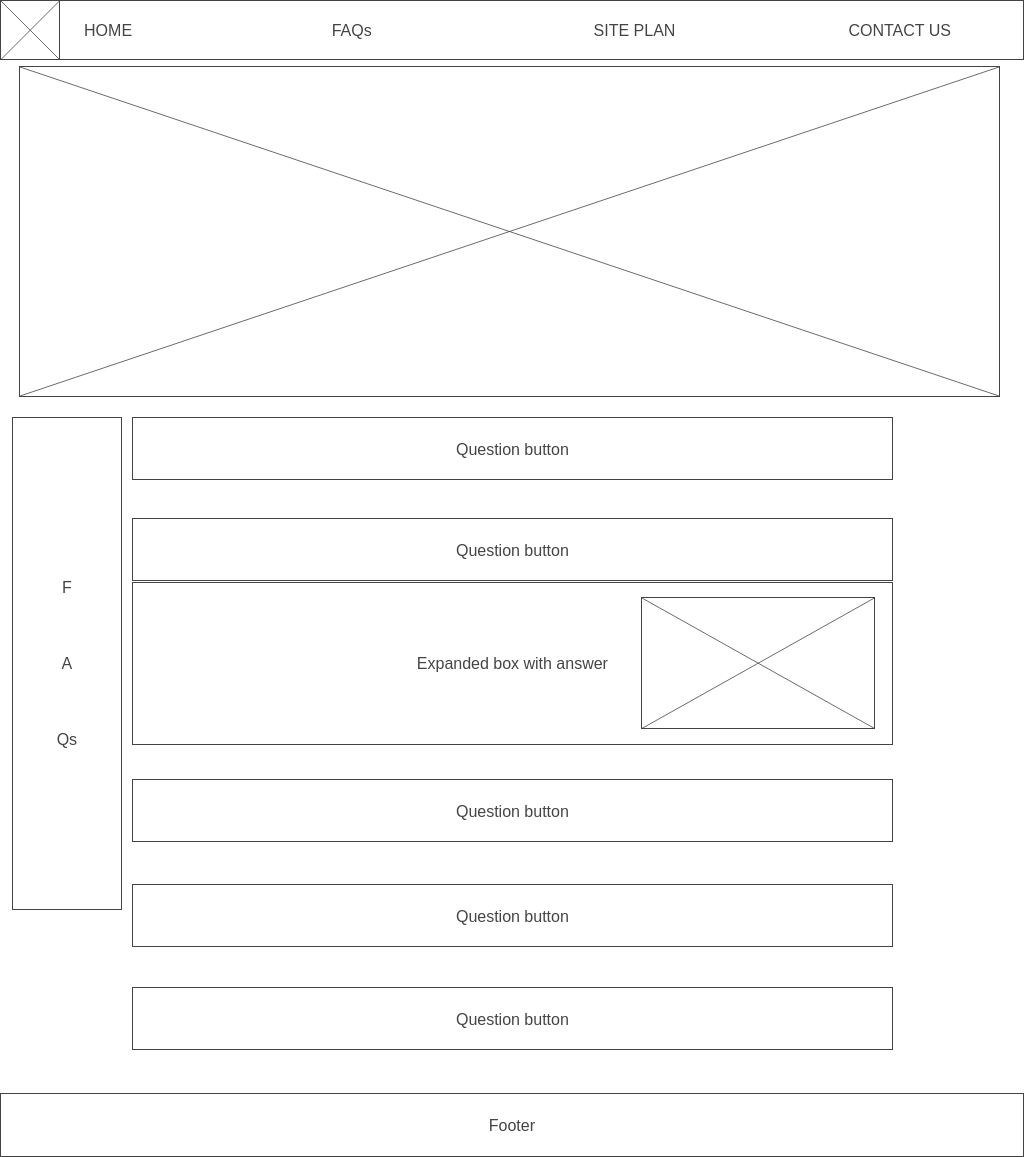 HOME FAQs SITE PLAN CONTACT US
Question button
Question button
F
A
Qs
Expanded box with answer
Question button
Question button
Question button
Footer